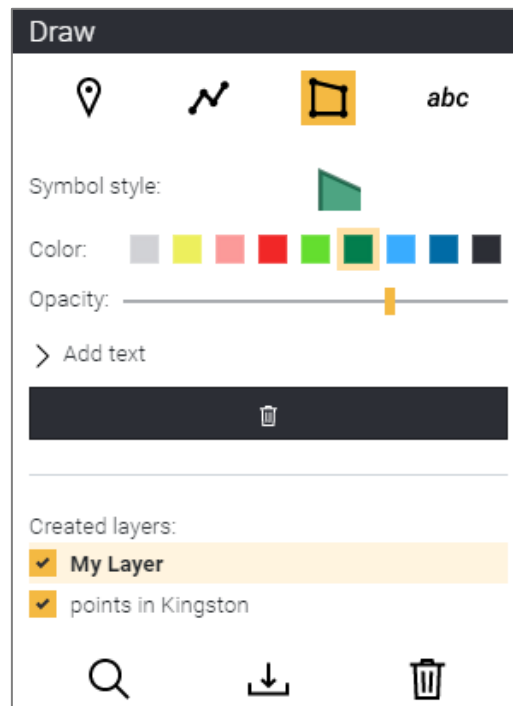 Draw
abc
Symbol style:
Color:
Opacity:
Add text
Created layers:
My Layer
points in Kingston